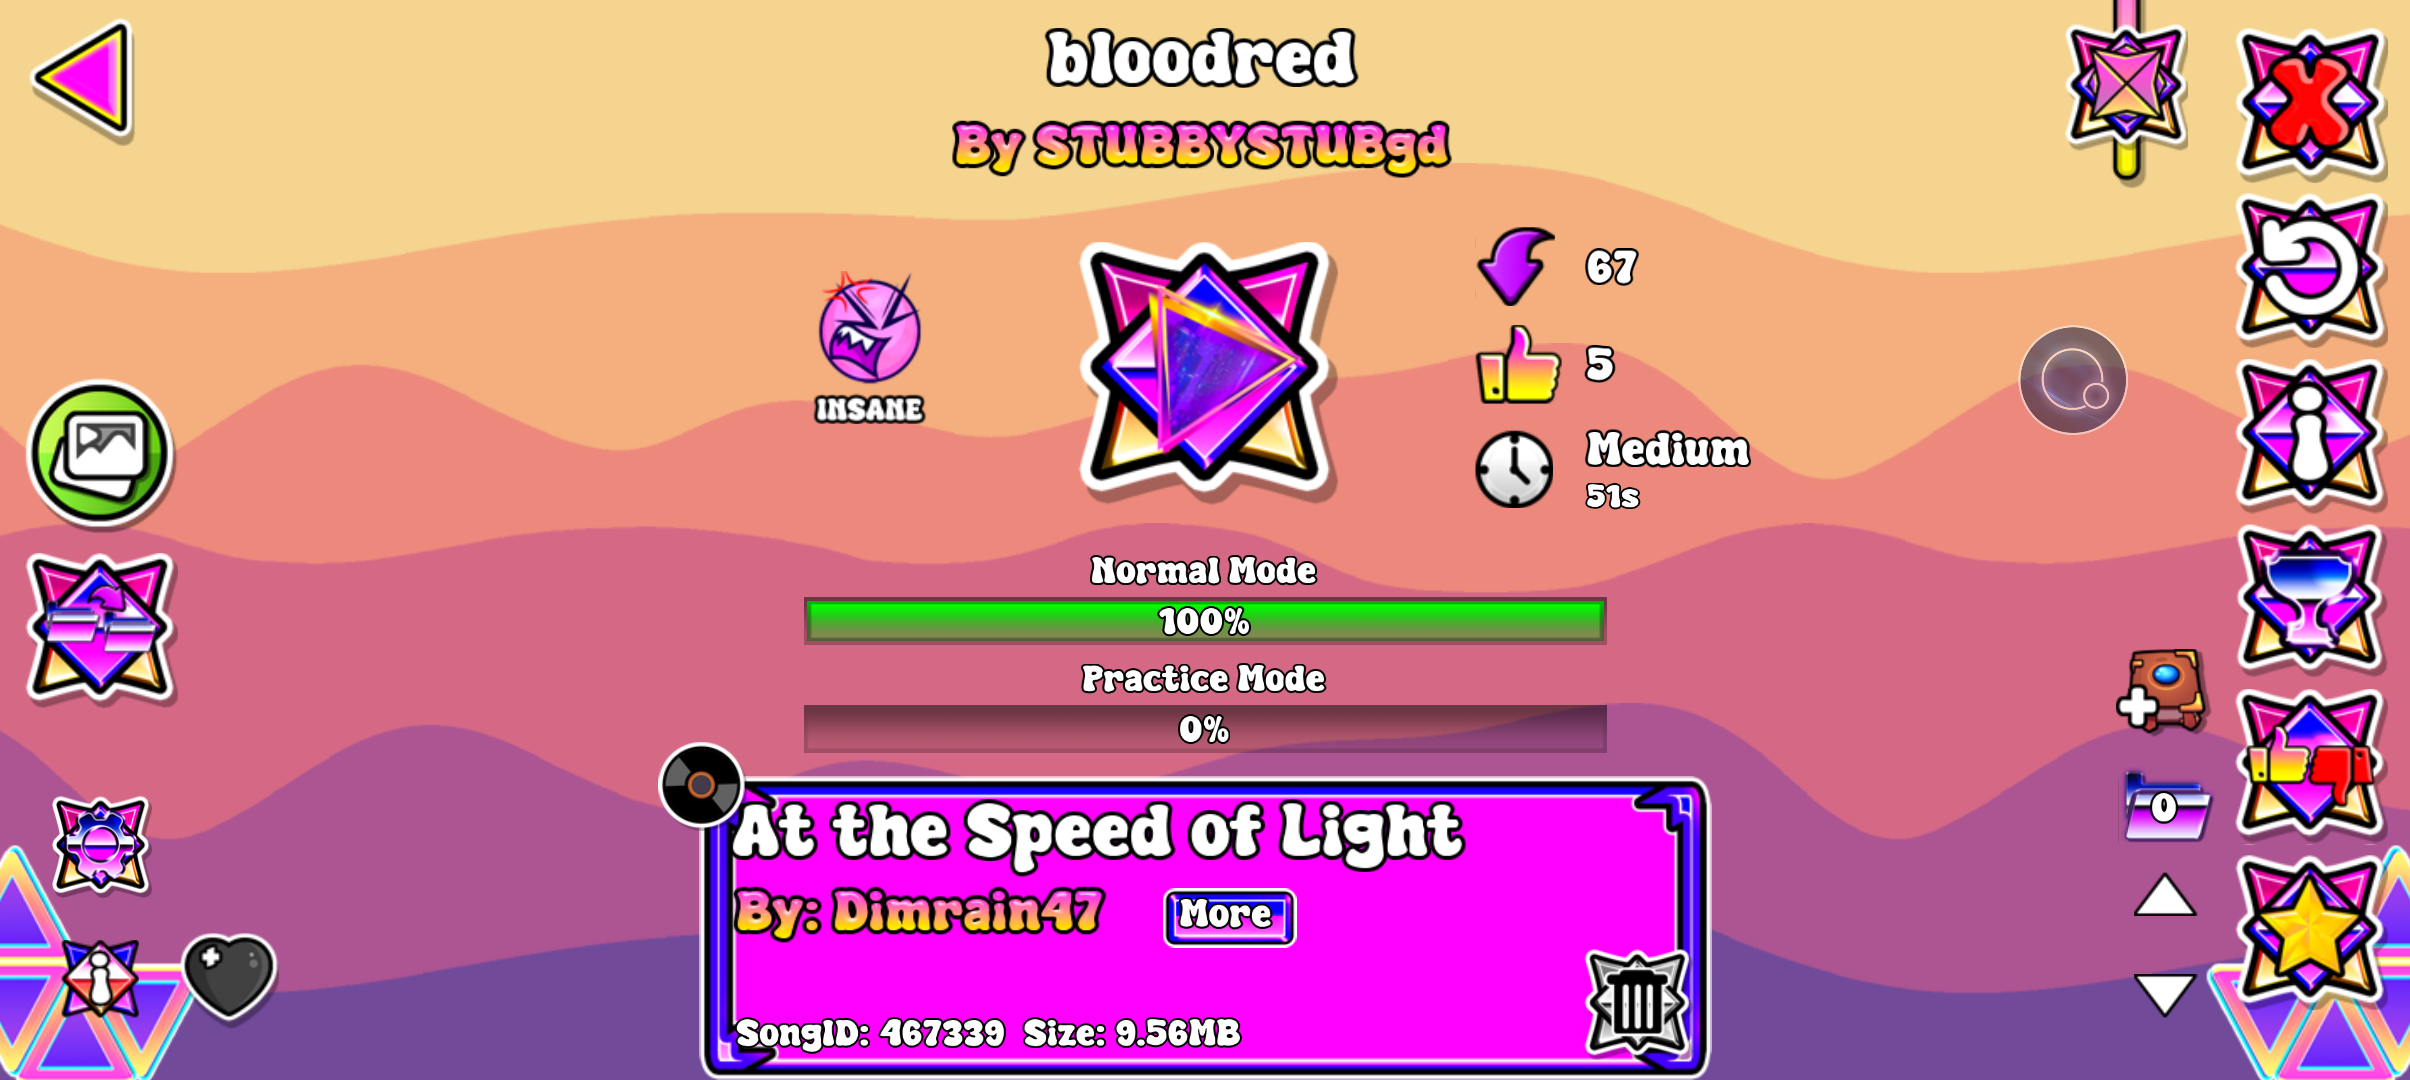 bloodred
By STUBBYSTUBgd
67
INSANE
5
Medium
51s
Normal Mode
100%
Practice Mode
0%
At the Speed of Light
By: Dimrain47
More
0
SongID: 467339 Size: 9.56MB